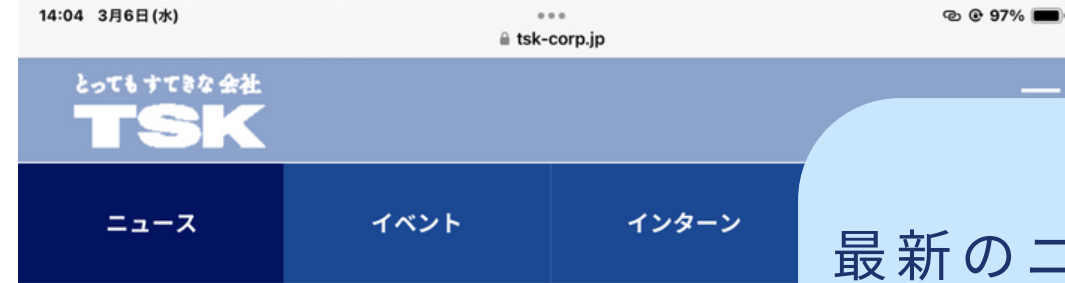 14:04 3月6日(水)
97%
tsk-corp.jp
とってもすてきな会社
TSK
ニュース
イベント
インターン
最新の